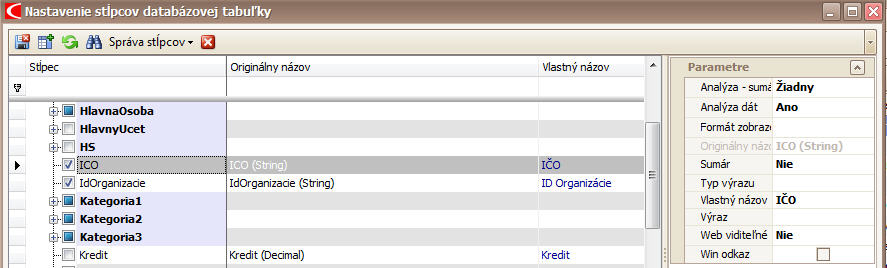 Nastavenie stĺpcov databázovej tabuľky
Správa stĺpcov
Stĺpec Originálny názov Vlastný názov
HlavnaOsoba
HlavnyUcet
HS
ICO ICO (String) IČO
IdOrganizacie IdOrganizacie (String) ID Organizácie
Kategoria1
Kategoria2
Kategoria3
Kredit Kredit (Decimal) Kredit
Parametre
Analýza - sumá Žiadny
Analýza dát Ano
Formát zobraze
Originálny názo ICO (String)
Sumár Nie
Typ výrazu
Vlastný názov IČO
Výraz
Web viditeľné Nie
Win odkaz